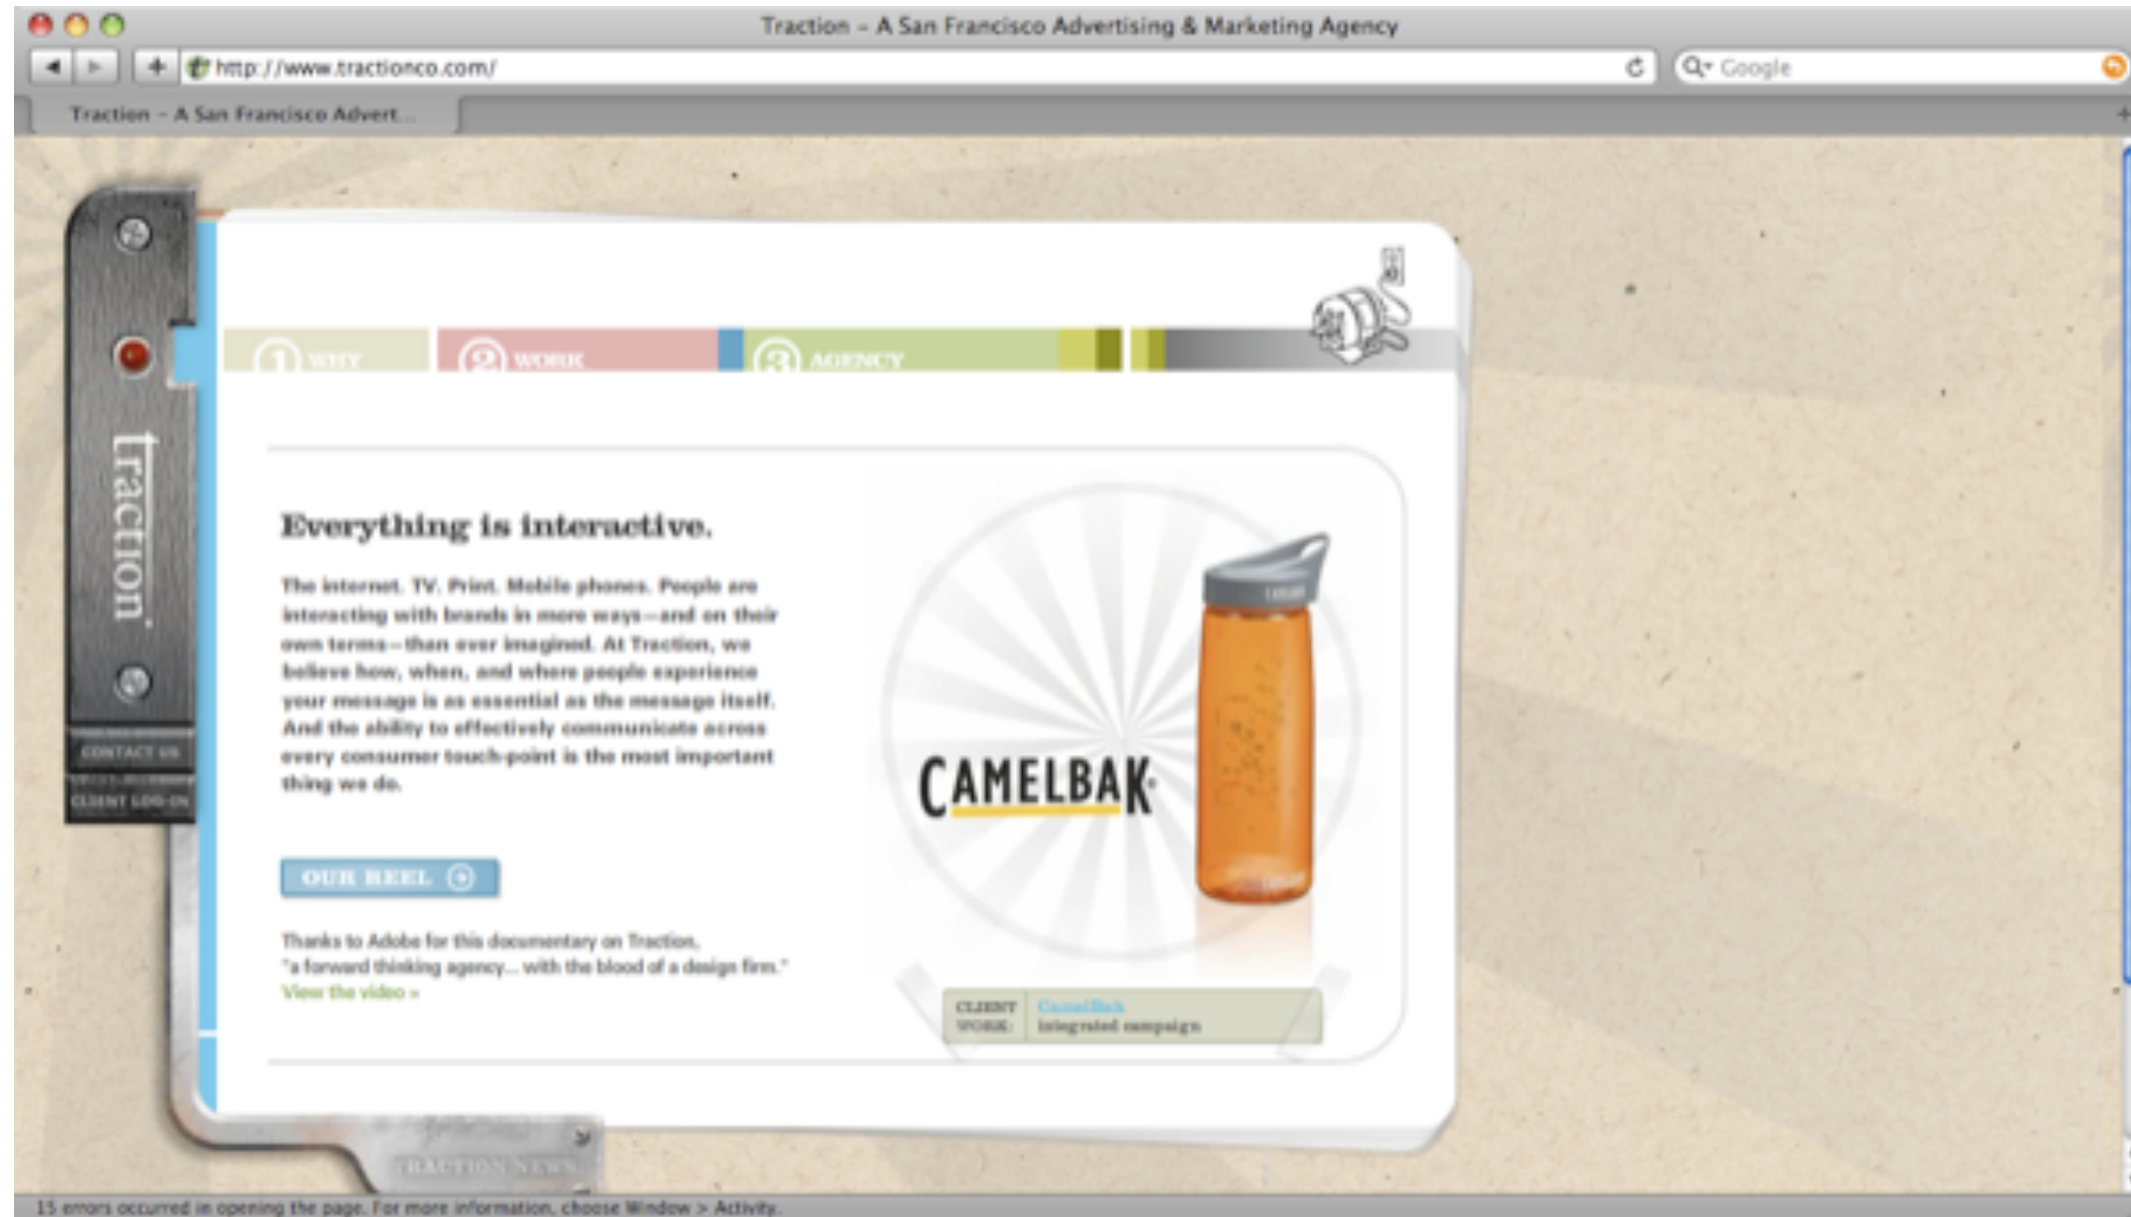 Traction – A San Francisco Advertising & Marketing Agency
http://www.tractionco.com/
Google
Traction – A San Francisco Advert...
1 WHY
2 WORK
3 AGENCY
traction
Everything is interactive.
The internet. TV. Print. Mobile phones. People are
interacting with brands in more ways—and on their
own terms—than ever imagined. At Traction, we
believe how, when, and where people experience
your message is as essential as the message itself.
And the ability to effectively communicate across
every consumer touch-point is the most important
thing we do.
CAMELBAK
CAMELBAK
CONTACT US
CLIENT LOG-IN
OUR REEL
Thanks to Adobe for this documentary on Traction,
"a forward thinking agency... with the blood of a design firm."
View the video »
CLIENT WORK:
CamelBak
integrated campaign
TRACTION NEWS
15 errors occurred in opening the page. For more information, choose Window > Activity.